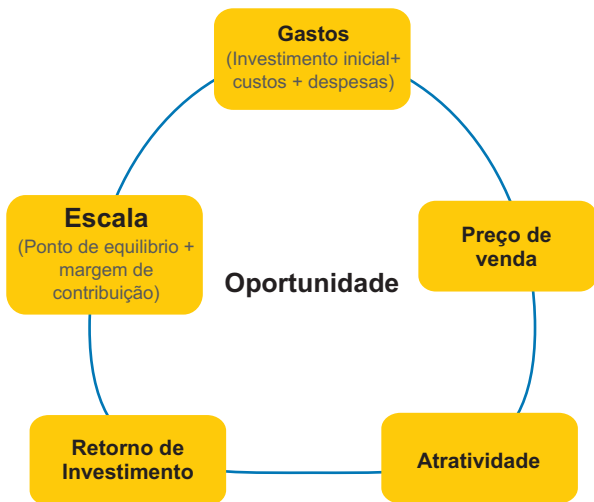 Gastos
(Investimento inicial+
custos + despesas)
Escala
(Ponto de equilibrio +
margem de
contribuição)
Preço de
venda
Oportunidade
Retorno de
Investimento
Atratividade